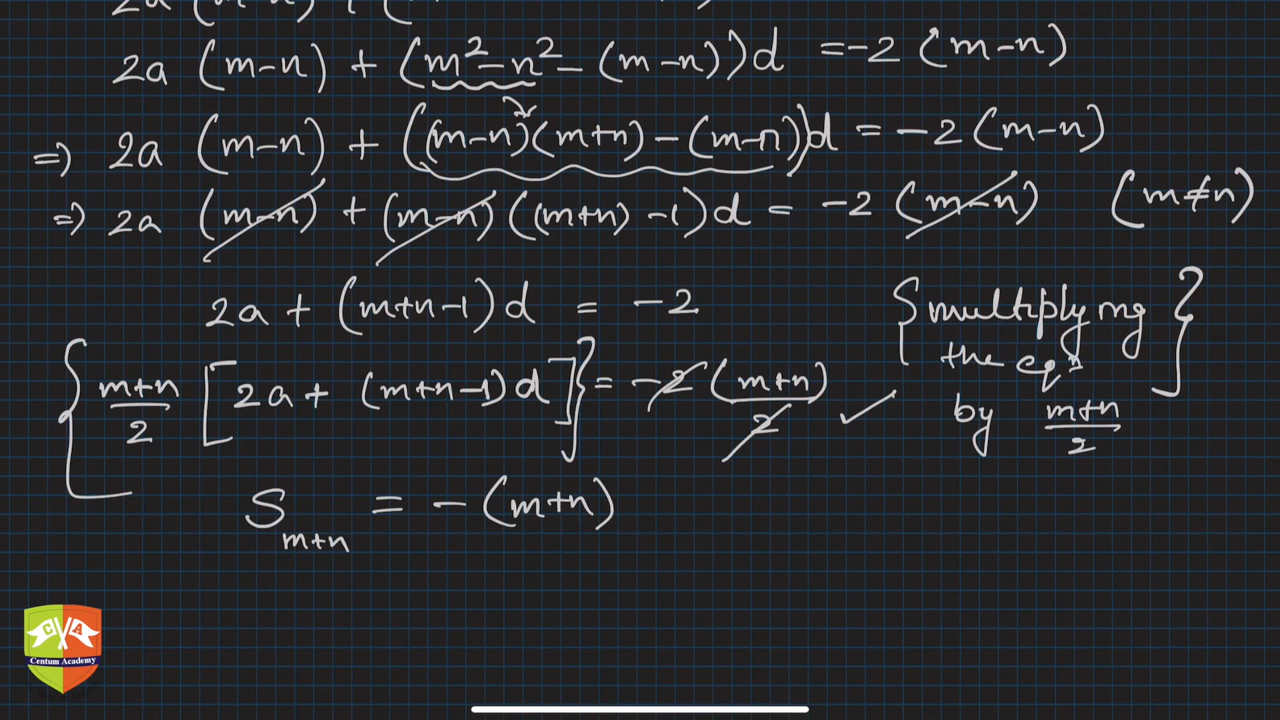 2a (m-n) + (m²-n² - (m-n))d = -2 (m-n)
=) 2a (m-n) + ((m-n)(m+n) - (m-n))d = -2 (m-n)
=) 2a (m-n) + (m-n) ((m+n) -1)d = -2 (m-n) (m≠n)
2a + (m+n-1)d = -2
{multiplying the eqn by m+n/2}
{ m+n/2 [2a + (m+n-1)d] } = -2 (m+n)/2 ✓
S m+n = -(m+n)
CA
Centum Academy